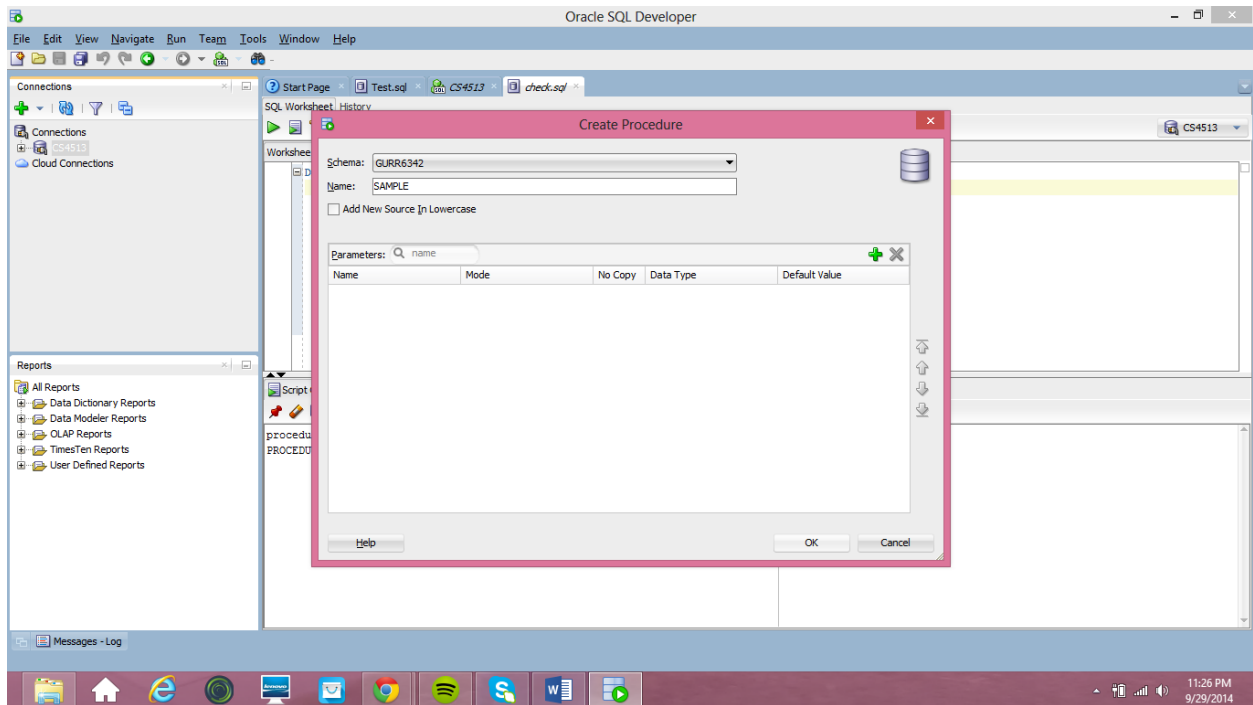 Oracle SQL Developer
File Edit View Navigate Run Team Tools Window Help
Connections
Connections
CS4513
Cloud Connections
Start Page Test.sql CS4513 check.sql
SQL Worksheet History
CS4513
Workshee
D
Create Procedure
Schema: GURR6342
Name: SAMPLE
Add New Source In Lowercase
Parameters: name
Name Mode No Copy Data Type Default Value
Help OK Cancel
Reports
All Reports
Data Dictionary Reports
Data Modeler Reports
OLAP Reports
TimesTen Reports
User Defined Reports
Script
procedu
PROCEDU
Messages - Log
lenovo
11:26 PM
9/29/2014